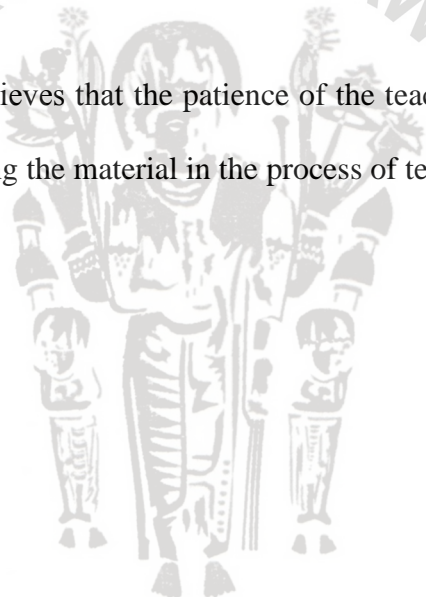 ieves that the patience of the teac
g the material in the process of te